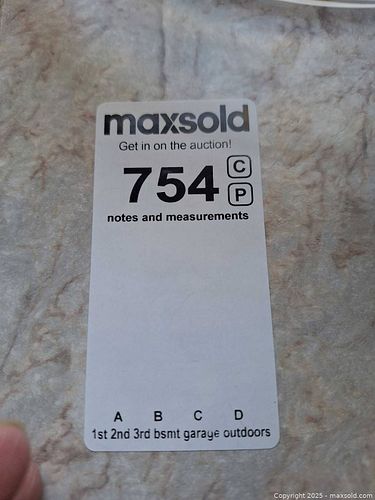 maxsold
Get in on the auction!
754 C
P
notes and measurements
A B C D
1st 2nd 3rd bsmt garage outdoors
Copyright © 2025 - maxsold.com